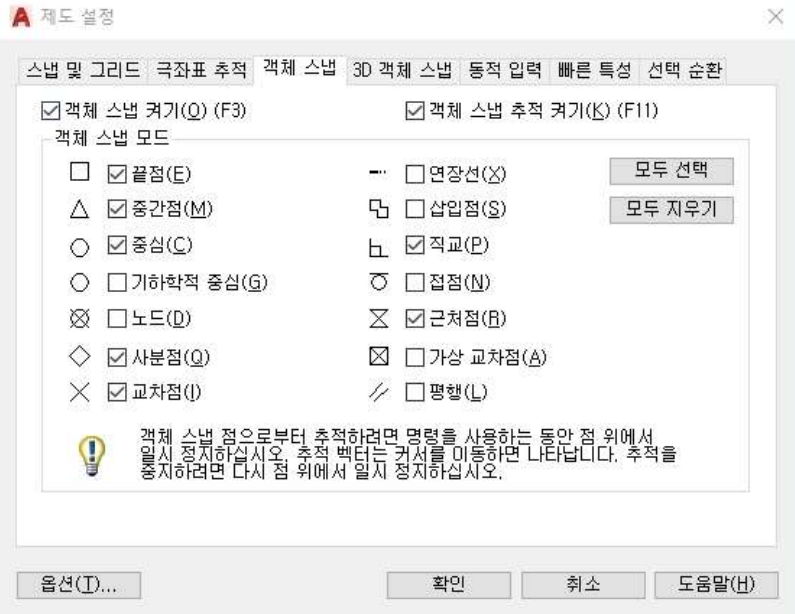 제도 설정
스냅 및 그리드 극좌표 추적 객체 스냅 3D 객체 스냅 동적 입력 빠른 특성 선택 순환
객체 스냅 켜기(O) (F3) 객체 스냅 추적 켜기(K) (F11)
객체 스냅 모드
끝점(E) 연장선(X) 모두 선택
중간점(M) 삽입점(S) 모두 지우기
중심(C) 직교(P)
기하학적 중심(G) 접점(N)
노드(D) 근처점(R)
사분점(Q) 가상 교차점(A)
교차점(I) 평행(L)
객체 스냅 점으로부터 추적하려면 명령을 사용하는 동안 점 위에서
일시 정지하십시오. 추적 벡터는 커서를 이동하면 나타납니다. 추적을
중지하려면 다시 점 위에서 일시 정지하십시오.
옵션(T)... 확인 취소 도움말(H)